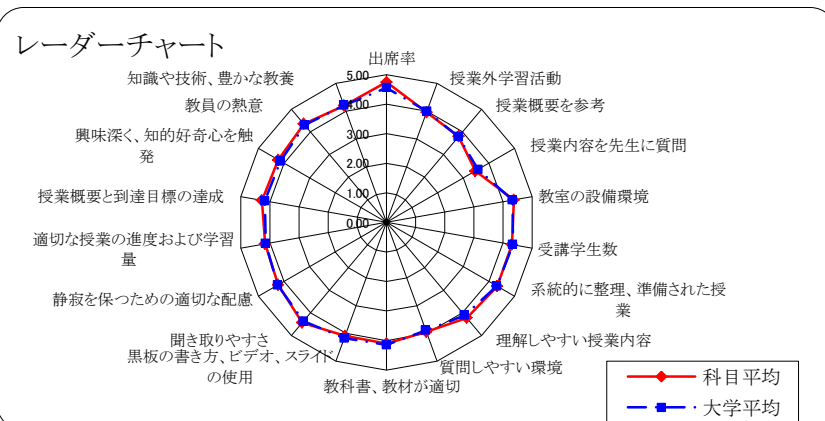 レーダーチャート
出席率
授業外学習活動
授業概要を参考
授業内容を先生に質問
教室の設備環境
受講学生数
系統的に整理、準備された授
業
理解しやすい授業内容
質問しやすい環境
教科書、教材が適切
黒板の書き方、ビデオ、スライド
の使用
聞き取りやすさ
静寂を保つための適切な配慮
適切な授業の進度および学習
量
授業概要と到達目標の達成
興味深く、知的好奇心を触
発
教員の熱意
知識や技術、豊かな教養
5.00
4.00
3.00
2.00
1.00
0.00
科目平均
大学平均